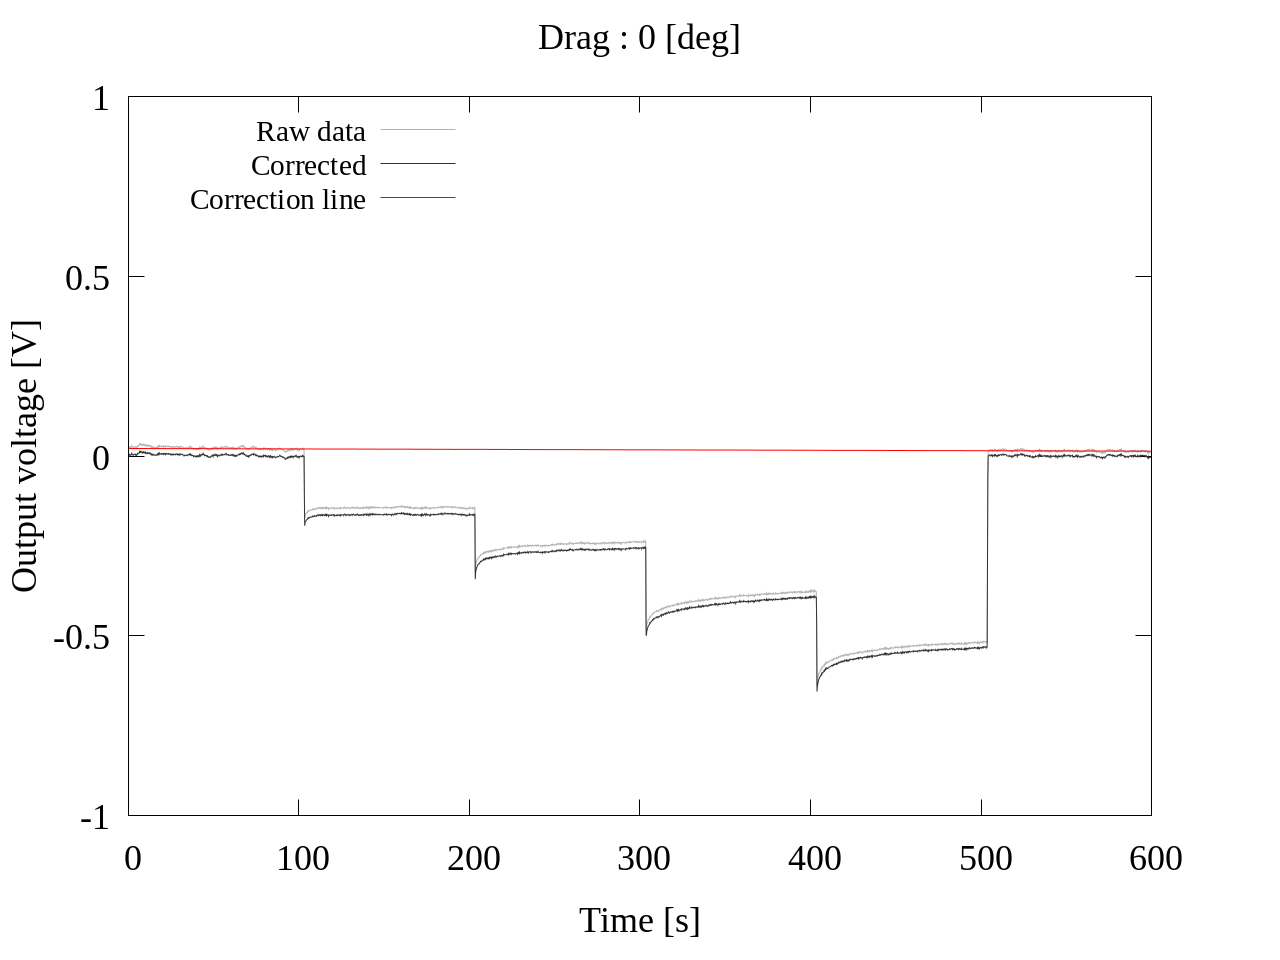 Drag : 0 [deg]
Raw data
Corrected
Correction line
1
0.5
0
-0.5
-1
Output voltage [V]
0 100 200 300 400 500 600
Time [s]